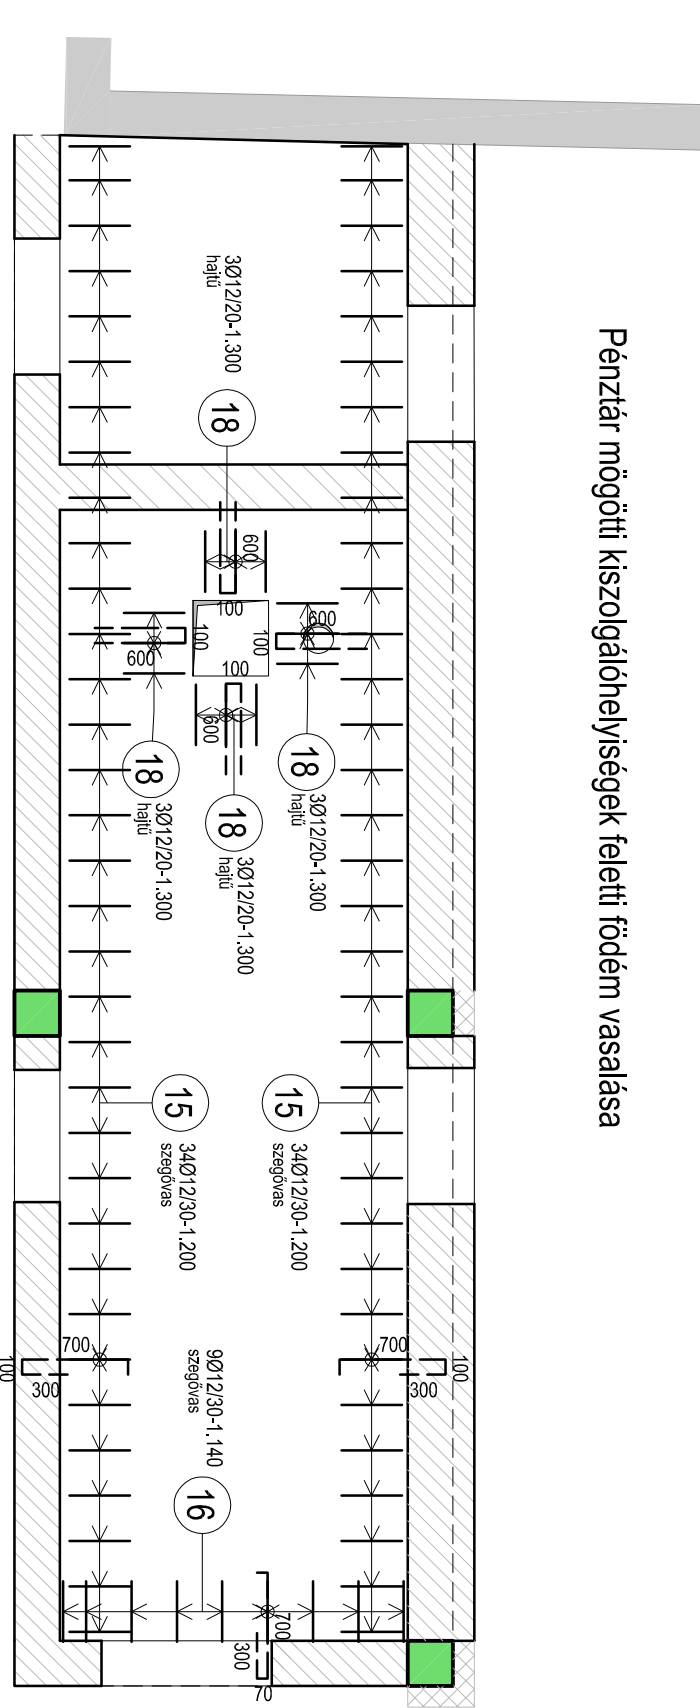 Pénztár mögötti kiszolgálóhelyiségek feletti födém vasalása
3Ø12/20-1.300
hajtű
18
600
100
100
100
100
600
600
600
18
3Ø12/20-1.300
hajtű
18
3Ø12/20-1.300
hajtű
18
3Ø12/20-1.300
hajtű
15
34Ø12/30-1.200
szegővas
15
34Ø12/30-1.200
szegővas
700
100
300
700
100
300
9Ø12/30-1.140
szegővas
16
700
300
70